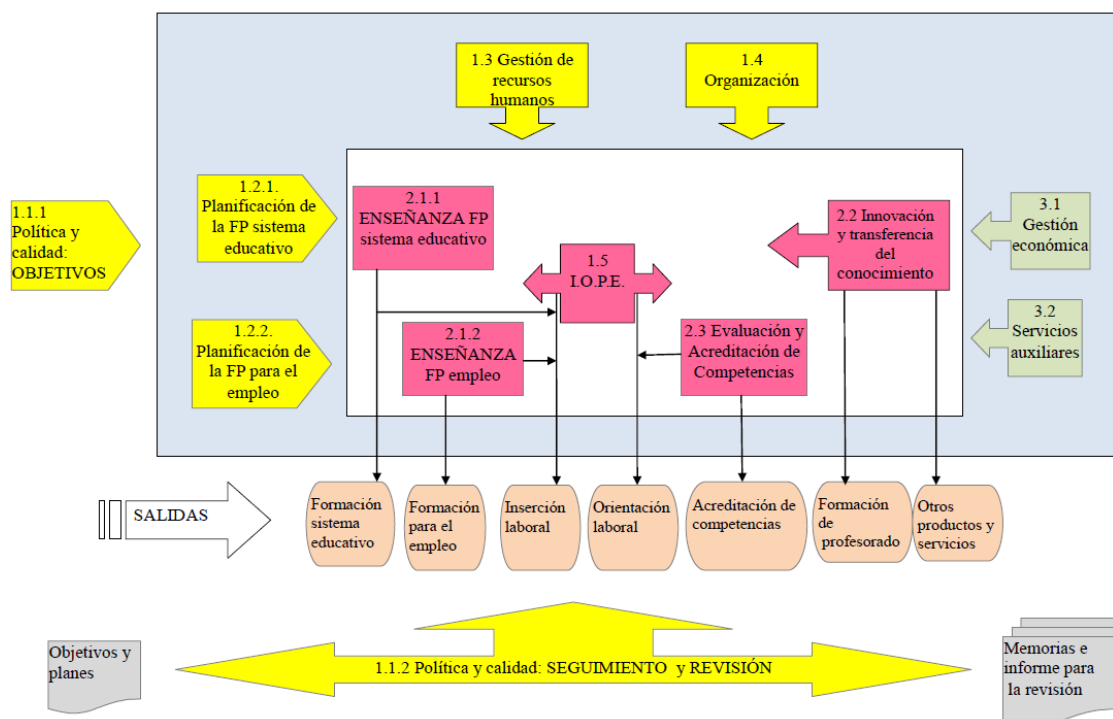 1.3 Gestión de
recursos
humanos
1.4
Organización
1.1.1
Política y
calidad:
OBJETIVOS
1.2.1.
Planificación de
la FP sistema
educativo
2.1.1
ENSEÑANZA FP
sistema educativo
1.5
I.O.P.E.
2.2 Innovación
y transferencia
del
conocimiento
3.1
Gestión
económica
1.2.2.
Planificación de
la FP para el
empleo
2.1.2
ENSEÑANZA
FP empleo
2.3 Evaluación y
Acreditación de
Competencias
3.2
Servicios
auxiliares
SALIDAS
Formación
sistema
educativo
Formación
para el
empleo
Inserción
laboral
Orientación
laboral
Acreditación de
competencias
Formación
de
profesorado
Otros
productos y
servicios
Objetivos y
planes
1.1.2 Política y calidad: SEGUIMIENTO y REVISIÓN
Memorias e
informe para
la revisión